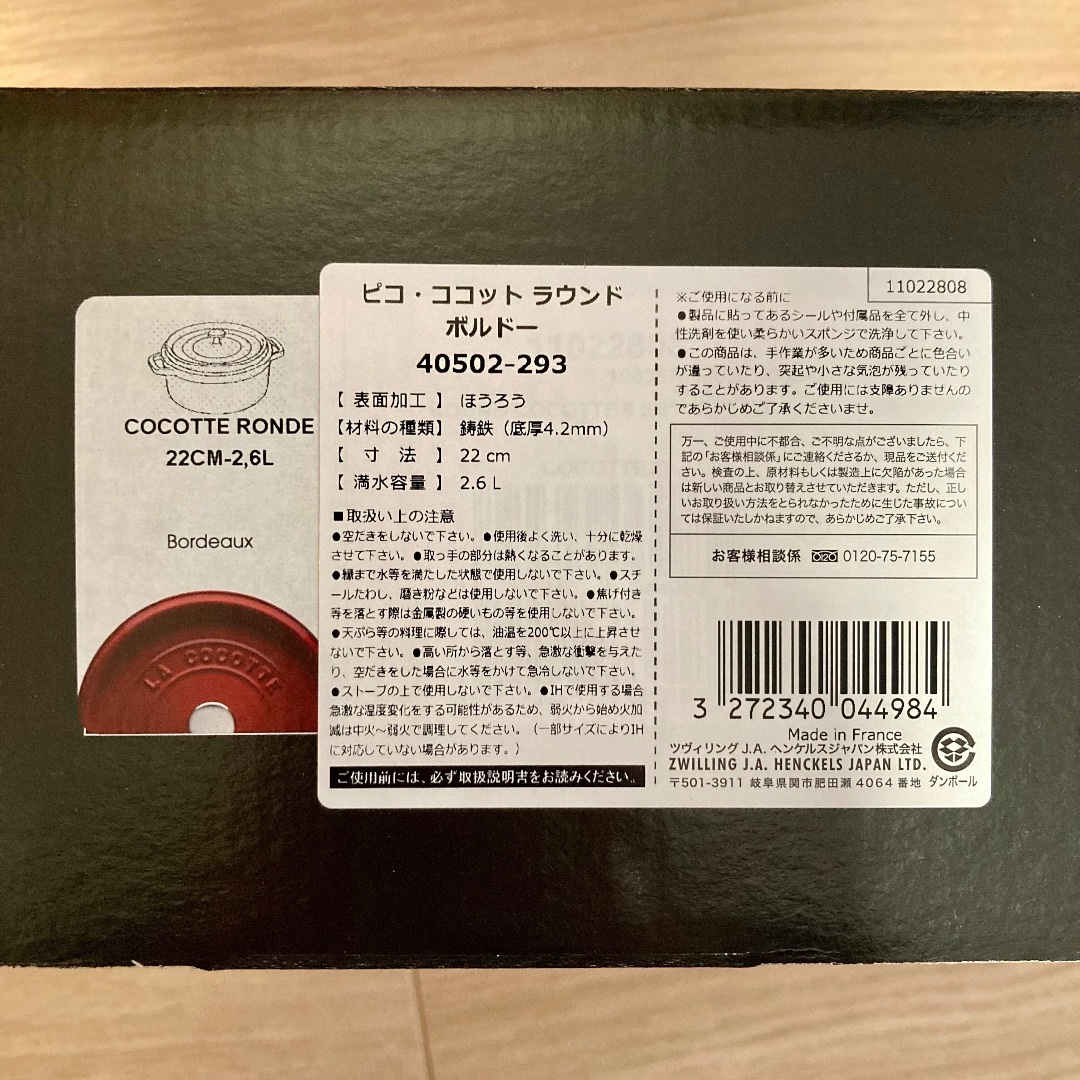 COCOTTE RONDE
22CM-2,6L
Bordeaux
LA COCOTTE
ピコ・ココット ラウンド
ボルドー
40502-293
【 表面加工 】 ほうろう
【材料の種類】 鋳鉄（底厚4.2mm）
【 寸 法 】 22 cm
【 満水容量 】 2.6 L
■取扱い上の注意
●空だきをしないで下さい。●使用後よく洗い、十分に乾燥
させて下さい。●取っ手の部分は熱くなることがあります。
●縁まで水等を満たした状態で使用しないで下さい。●スチ
ールたわし、磨き粉などは使用しないで下さい。●焦げ付き
等を落とす際は金属製の硬いもの等を使用しないで下さい。
●天ぷら等の料理に際しては、油温を200℃以上に上昇させ
ないで下さい。●高い所から落とす等、急激な衝撃を与えた
り、空だきをした場合に水等をかけて急冷しないで下さい。
●ストーブの上で使用しないで下さい。●IHで使用する場合
急激な温度変化をする可能性があるため、弱火から始め火加
減は中火～弱火で調理してください。（一部サイズによりIH
に対応していない場合があります。）
ご使用前には、必ず取扱説明書をお読みください。
11022808
※ご使用になる前に
●製品に貼ってあるシールや付属品を全て外し、中
性洗剤を使い柔らかいスポンジで洗浄して下さい。
●この商品は、手作業が多いため商品ごとに色合い
が違っていたり、突起や小さな気泡が残っていたり
することがあります。ご使用には支障ありませんの
であらかじめご了承くださいませ。
万一、ご使用中に不都合、ご不明な点がございましたら、下
記の「お客様相談係」にご連絡くださるか、現品をご送付くださ
い。検査の上、原材料もしくは製造上に欠陥があった場合
は新しい商品とお取り替えさせていただきます。ただし、正し
いお取り扱い方法をとられなかったために生じた事故につい
ては保証いたしかねますので、あらかじめご了承下さい。
お客様相談係 0120-75-7155
3 272340 044984
Made in France
ツヴィリング J.A. ヘンケルスジャパン株式会社
ZWILLING J.A. HENCKELS JAPAN LTD.
〒501-3911 岐阜県関市肥田瀬 4064 番地
ダンボール